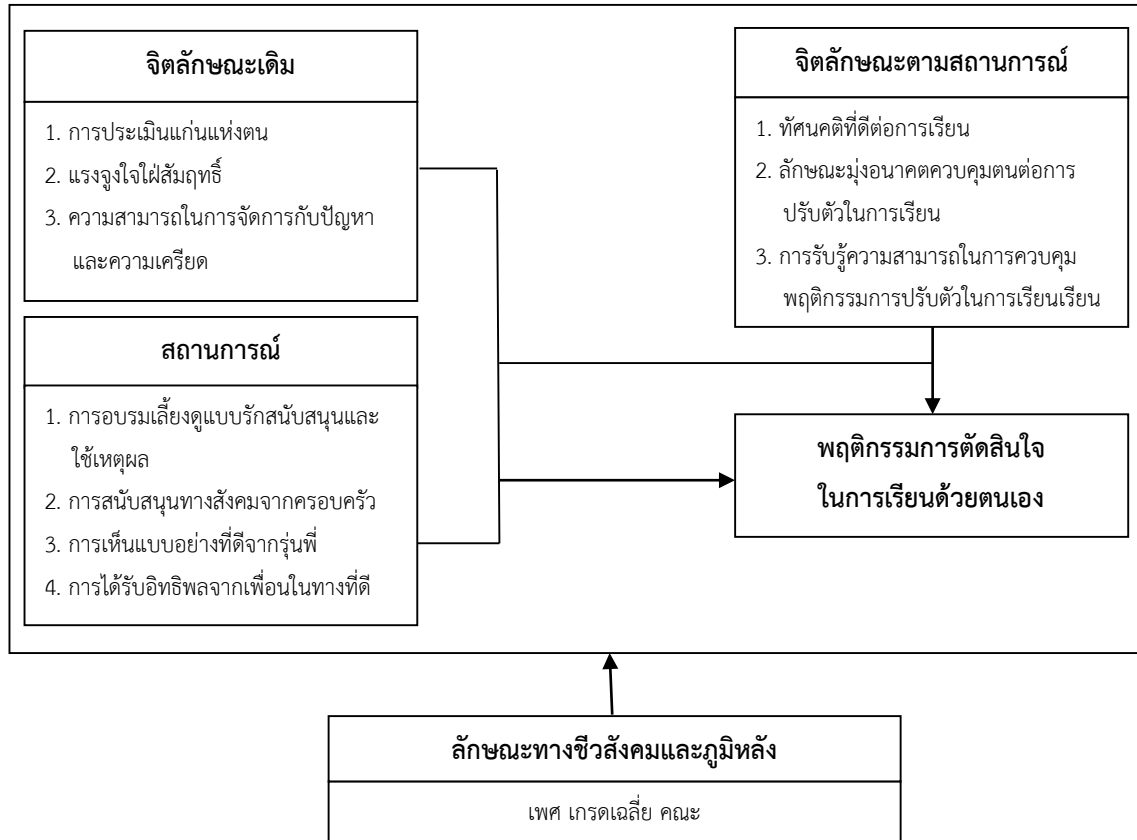 จิตลักษณะเดิม
1. การประเมินแก่นแห่งตน
2. แรงจูงใจใฝ่สัมฤทธิ์
3. ความสามารถในการจัดการกับปัญหา
และความเครียด
สถานการณ์
1. การอบรมเลี้ยงดูแบบรักสนับสนุนและ
ใช้เหตุผล
2. การสนับสนุนทางสังคมจากครอบครัว
3. การเห็นแบบอย่างที่ดีจากรุ่นพี่
4. การได้รับอิทธิพลจากเพื่อนในทางที่ดี
จิตลักษณะตามสถานการณ์
1. ทัศนคติที่ดีต่อการเรียน
2. ลักษณะมุ่งอนาคตควบคุมตนต่อการ
ปรับตัวในการเรียน
3. การรับรู้ความสามารถในการควบคุม
พฤติกรรมการปรับตัวในการเรียนเรียน
พฤติกรรมการตัดสินใจ
ในการเรียนด้วยตนเอง
ลักษณะทางชีวสังคมและภูมิหลัง
เพศ เกรดเฉลี่ย คณะ